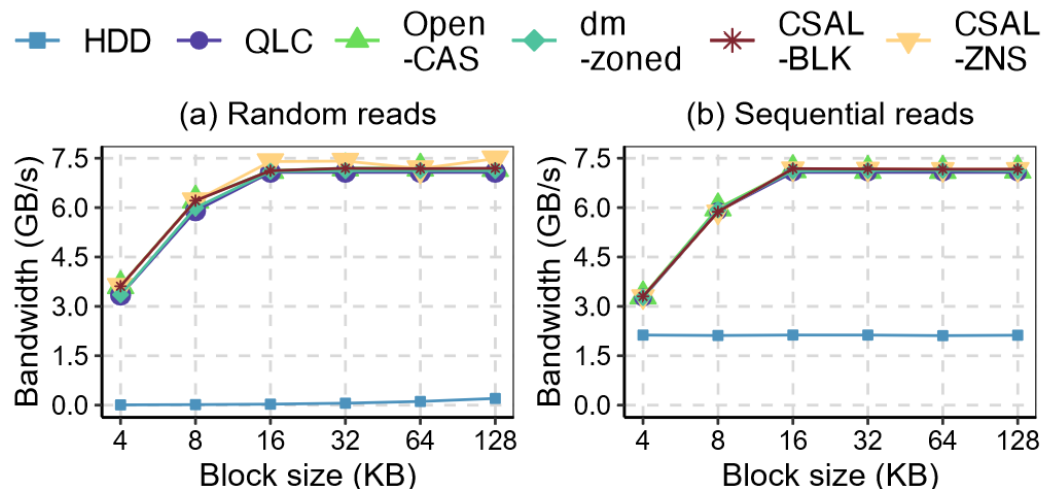 HDD QLC Open -CAS dm -zoned CSAL -BLK CSAL -ZNS
(a) Random reads
Bandwidth (GB/s)
7.5
6.0
4.5
3.0
1.5
0.0
4 8 16 32 64 128
Block size (KB)
(b) Sequential reads
Bandwidth (GB/s)
7.5
6.0
4.5
3.0
1.5
0.0
4 8 16 32 64 128
Block size (KB)